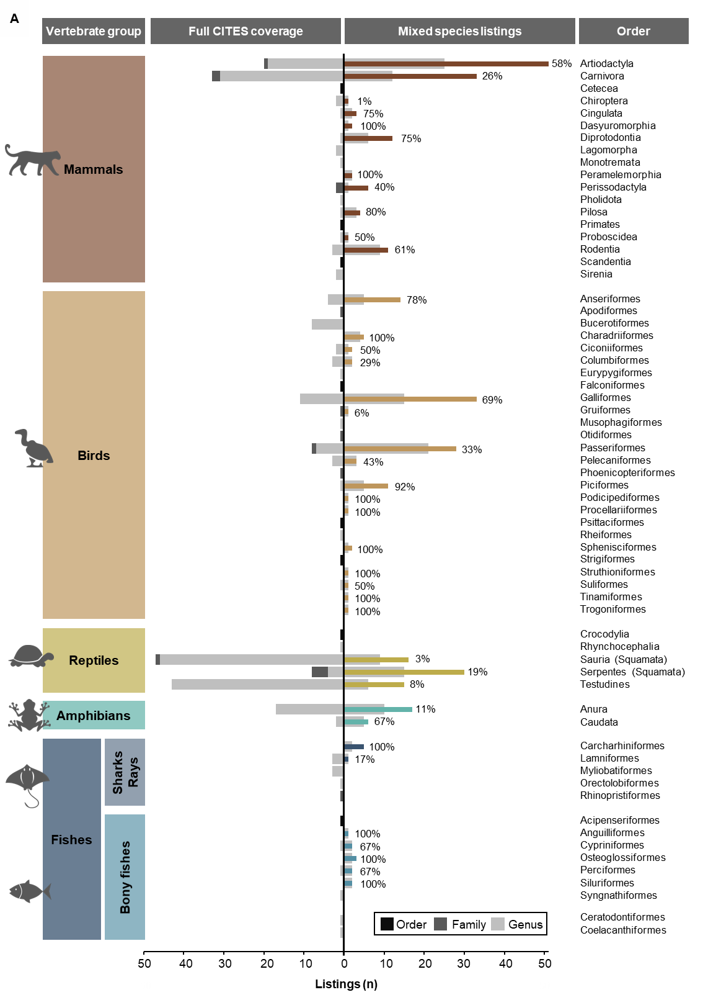 A
Vertebrate group
Full CITES coverage
Mixed species listings
Order
Mammals
58% Artiodactyla
26% Carnivora
Cetecea
1% Chiroptera
75% Cingulata
100% Dasyuromorphia
75% Diprotodontia
Lagomorpha
Monotremata
100% Peramelemorphia
40% Perissodactyla
Pholidota
80% Pilosa
Primates
50% Proboscidea
61% Rodentia
Scandentia
Sirenia
Birds
78% Anseriformes
Apodiformes
Bucerotiformes
100% Charadriiformes
50% Ciconiiformes
29% Columbiformes
Eurypygiformes
Falconiformes
69% Galliformes
6% Gruiformes
Musophagiformes
Otidiformes
33% Passeriformes
43% Pelecaniformes
Phoenicopteriformes
92% Piciformes
100% Podicipediformes
100% Procellariiformes
Psittaciformes
Rheiformes
100% Sphenisciformes
Strigiformes
100% Struthioniformes
50% Suliformes
100% Tinamiformes
100% Trogoniformes
Reptiles
Crocodylia
Rhynchocephalia
3% Sauria (Squamata)
19% Serpentes (Squamata)
8% Testudines
Amphibians
11% Anura
67% Caudata
Fishes
Sharks
Rays
100% Carcharhiniformes
17% Lamniformes
Myliobatiformes
Orectolobiformes
Rhinopristiformes
Bony fishes
Acipenseriformes
100% Anguilliformes
67% Cypriniformes
100% Osteoglossiformes
67% Perciformes
100% Siluriformes
Syngnathiformes
Ceratodontiformes
Coelacanthiformes
Order Family Genus
50 40 30 20 10 0 10 20 30 40 50
Listings (n)